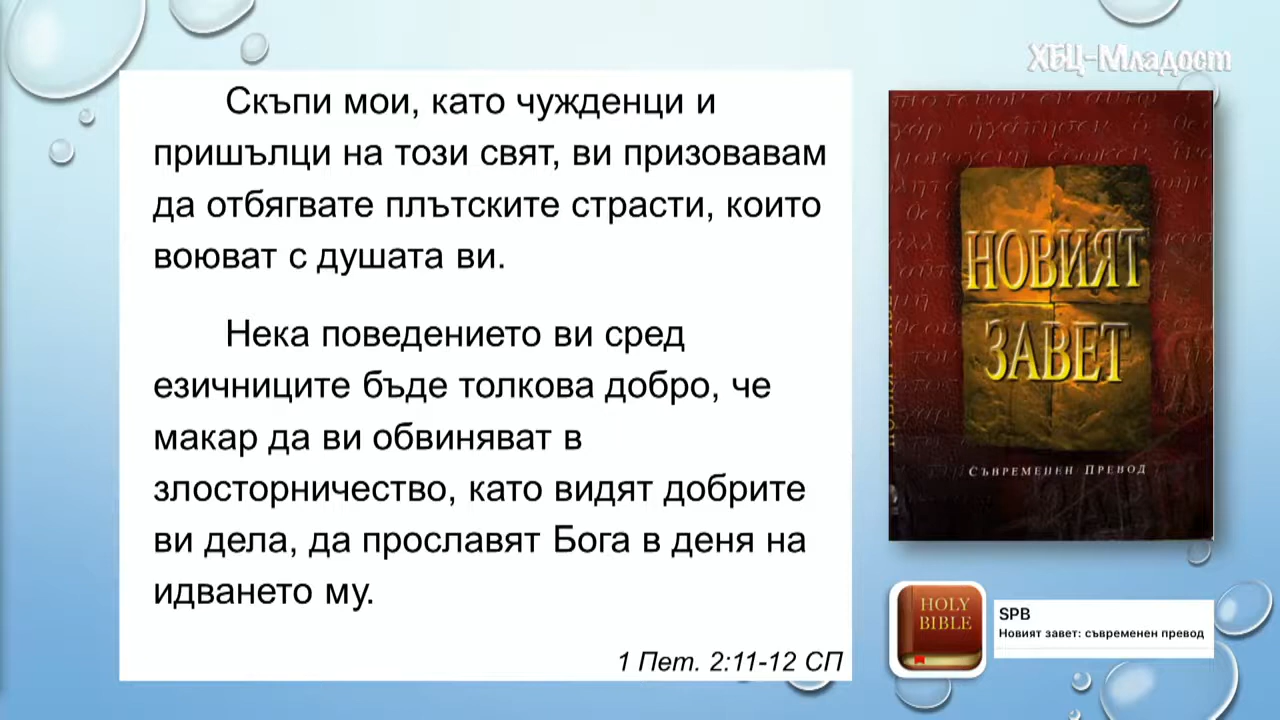 ХБЦ-Младост
Скъпи мои, като чужденци и
пришълци на този свят, ви призовавам
да отбягвате плътските страсти, които
воюват с душата ви.
Нека поведението ви сред
езичниците бъде толкова добро, че
макар да ви обвиняват в
злосторничество, като видят добрите
ви дела, да прославят Бога в деня на
идването му.
1 Пет. 2:11-12 СП
НОВИЯТ
ЗАВЕТ
СЪВРЕМЕНЕН ПРЕВОД
HOLY
BIBLE
SPB
Новият завет: съвременен превод